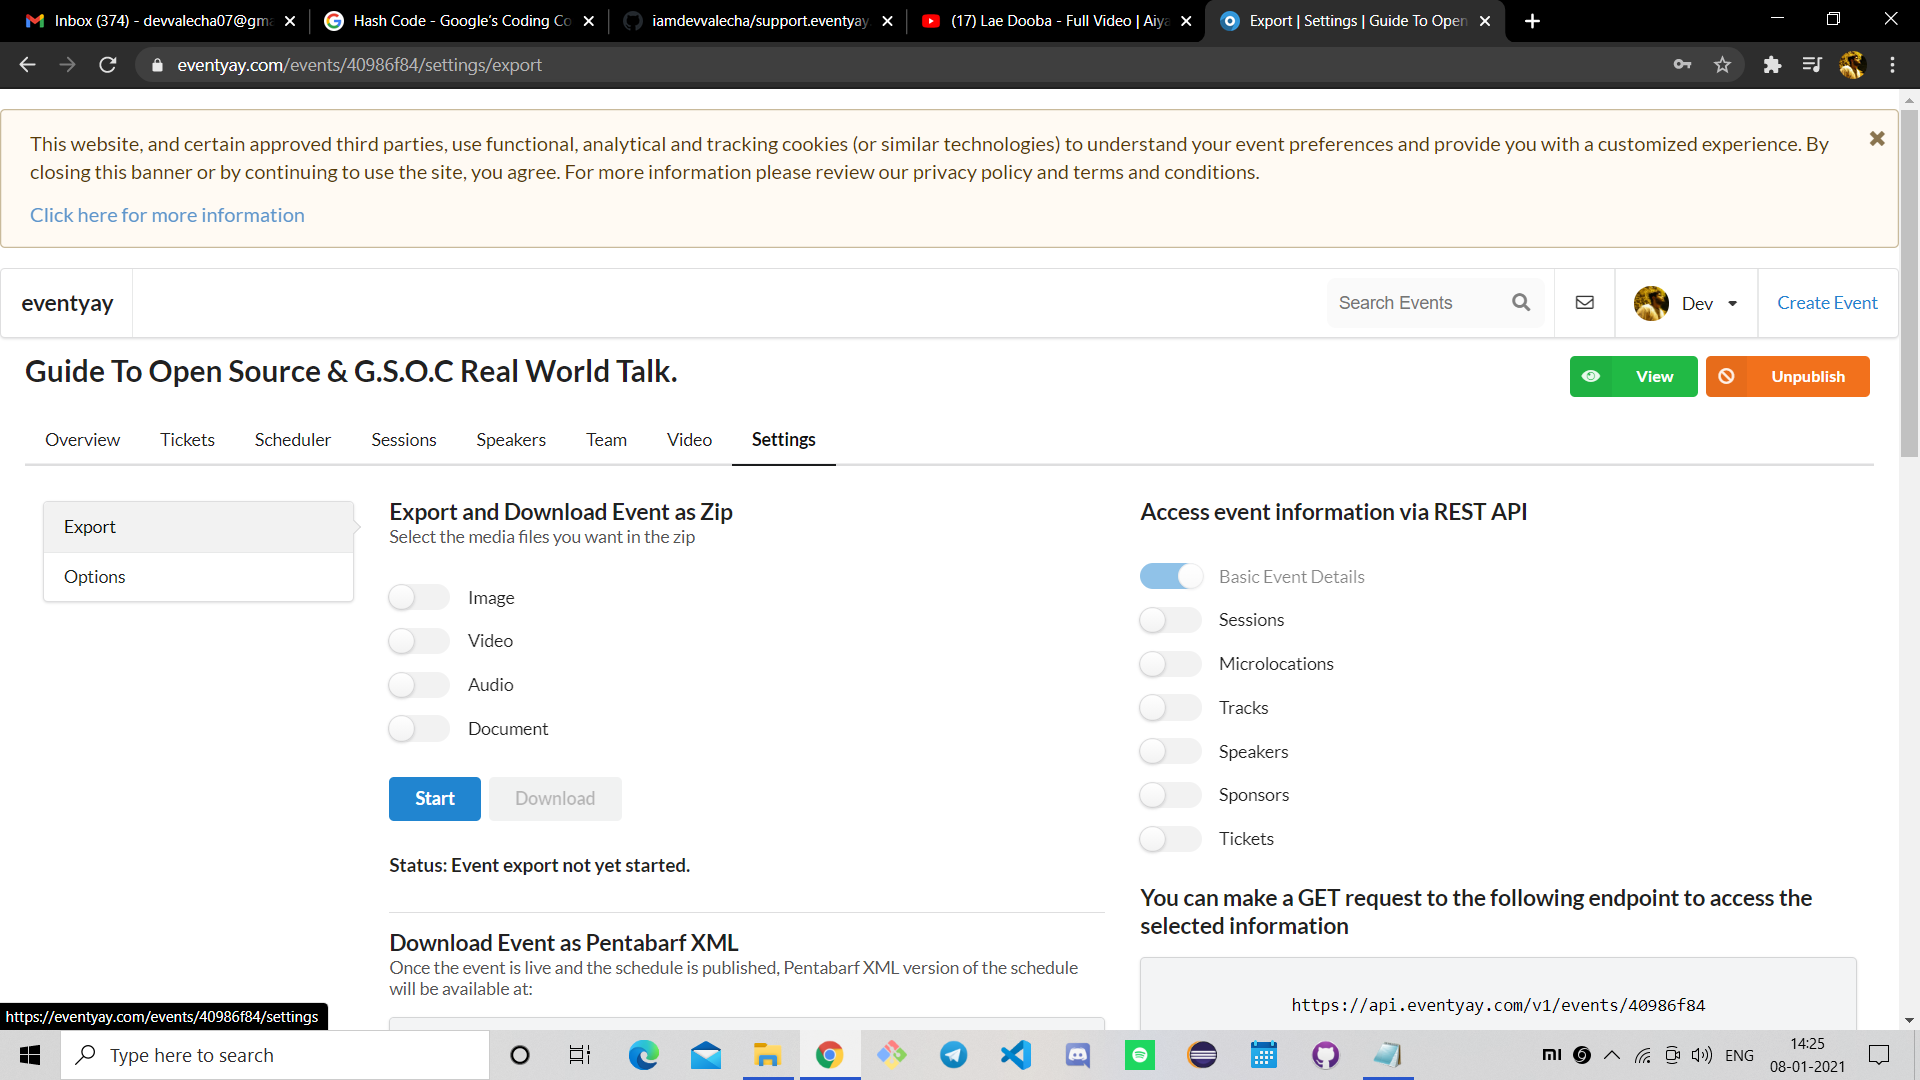 Inbox (374) - devvalecha07@gma
Hash Code - Google's Coding Co
iamdevvalecha/support.eventyay.
(17) Lae Dooba - Full Video | Aiya
Export | Settings | Guide To Open
eventyay.com/events/40986f84/settings/export
This website, and certain approved third parties, use functional, analytical and tracking cookies (or similar technologies) to understand your event preferences and provide you with a customized experience. By
closing this banner or by continuing to use the site, you agree. For more information please review our privacy policy and terms and conditions.
Click here for more information
eventyay
Search Events
Dev
Create Event
Guide To Open Source & G.S.O.C Real World Talk.
View
Unpublish
Overview
Tickets
Scheduler
Sessions
Speakers
Team
Video
Settings
Export
Options
Export and Download Event as Zip
Select the media files you want in the zip
Image
Video
Audio
Document
Start
Download
Status: Event export not yet started.
Download Event as Pentabarf XML
Once the event is live and the schedule is published, Pentabarf XML version of the schedule
will be available at:
Access event information via REST API
Basic Event Details
Sessions
Microlocations
Tracks
Speakers
Sponsors
Tickets
You can make a GET request to the following endpoint to access the
selected information
https://api.eventyay.com/v1/events/40986f84
https://eventyay.com/events/40986f84/settings
Type here to search
ENG
14:25
08-01-2021